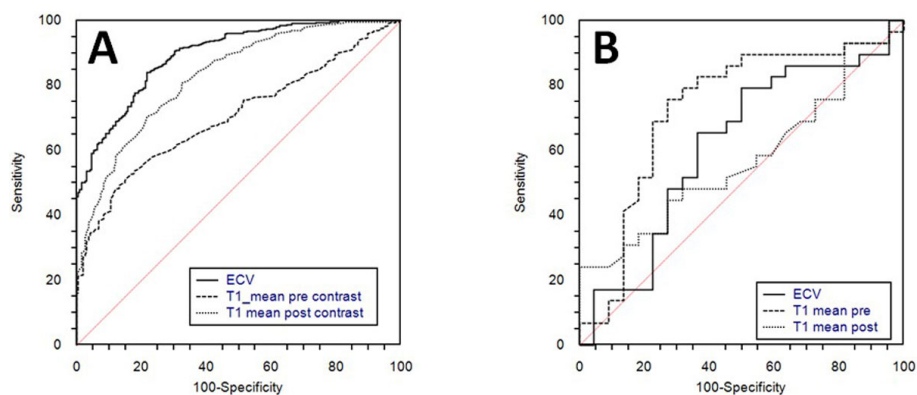 A
100
80
60
40
20
0
Sensitivity
ECV
T1_mean pre contrast
T1 mean post contrast
0 20 40 60 80 100
100-Specificity
B
100
80
60
40
20
0
Sensitivity
ECV
T1 mean pre
T1 mean post
0 20 40 60 80 100
100-Specificity